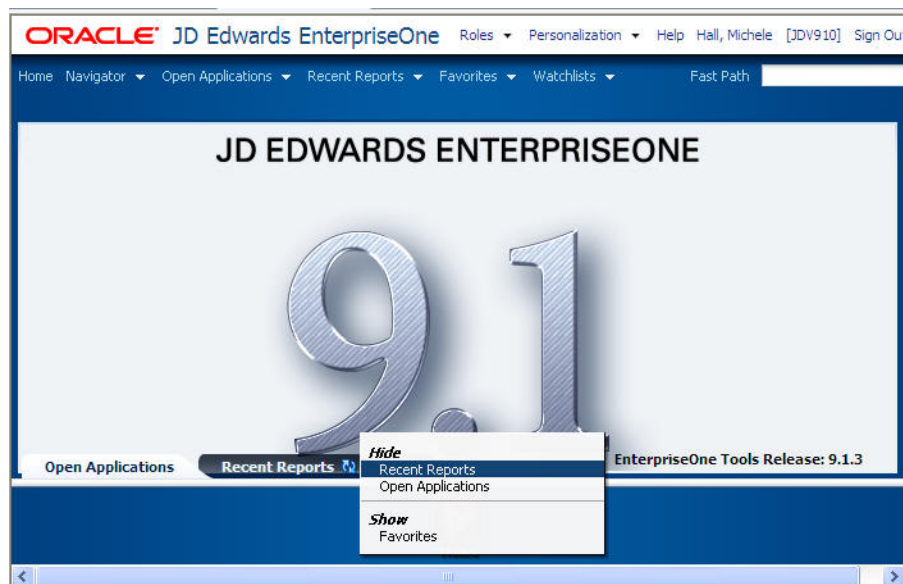 ORACLE JD Edwards EnterpriseOne Roles Personalization Help Hall, Michele [JDV910] Sign Ou
Home Navigator Open Applications Recent Reports Favorites Watchlists Fast Path
JD EDWARDS ENTERPRISEONE
9.1
Open Applications Recent Reports EnterpriseOne Tools Release: 9.1.3
Hide
Recent Reports
Open Applications
Show
Favorites